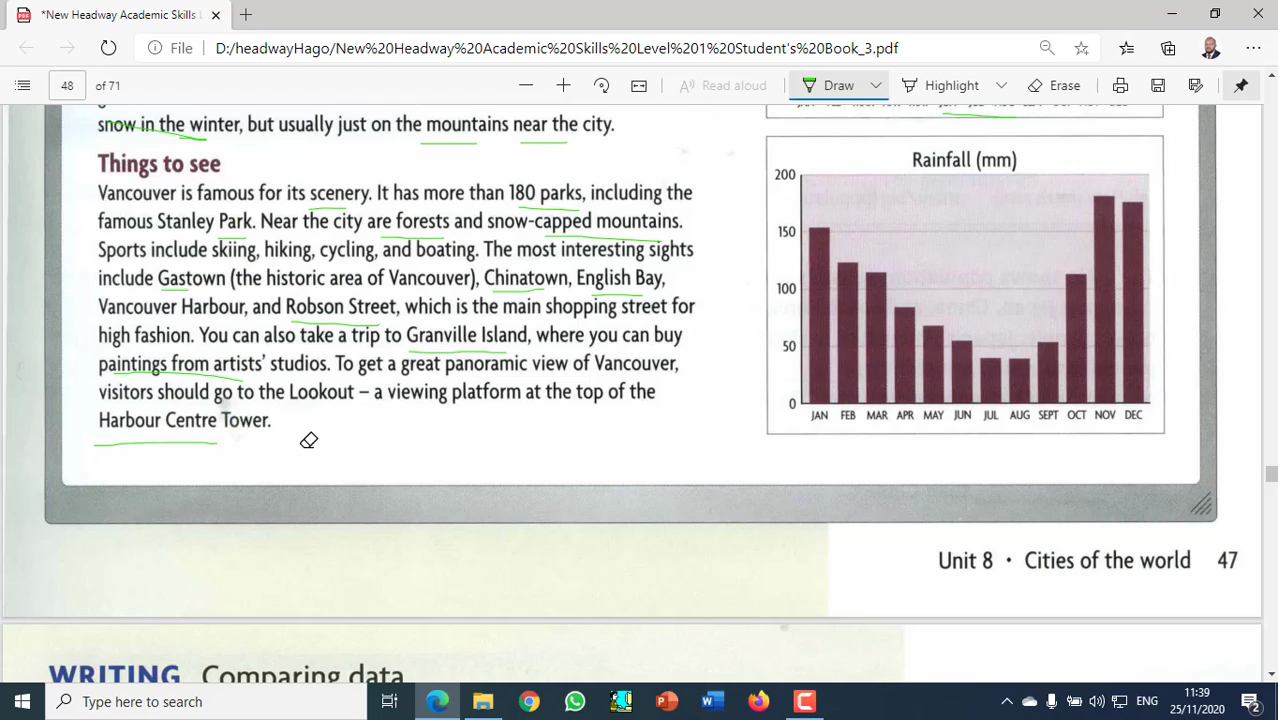 *New Headway Academic Skills L
File D:/headwayHago/New%20Headway%20Academic%20Skills%20Level%201%20Student's%20Book_3.pdf
48 of 71 Read aloud Draw Highlight Erase
snow in the winter, but usually just on the mountains near the city.
Things to see
Vancouver is famous for its scenery. It has more than 180 parks, including the
famous Stanley Park. Near the city are forests and snow-capped mountains.
Sports include skiing, hiking, cycling, and boating. The most interesting sights
include Gastown (the historic area of Vancouver), Chinatown, English Bay,
Vancouver Harbour, and Robson Street, which is the main shopping street for
high fashion. You can also take a trip to Granville Island, where you can buy
paintings from artists' studios. To get a great panoramic view of Vancouver,
visitors should go to the Lookout – a viewing platform at the top of the
Harbour Centre Tower.
Rainfall (mm)
200
150
100
50
0
JAN FEB MAR APR MAY JUN JUL AUG SEPT OCT NOV DEC
Unit 8 • Cities of the world 47
WRITING Comparing data
Type here to search
ENG
11:39
25/11/2020
2